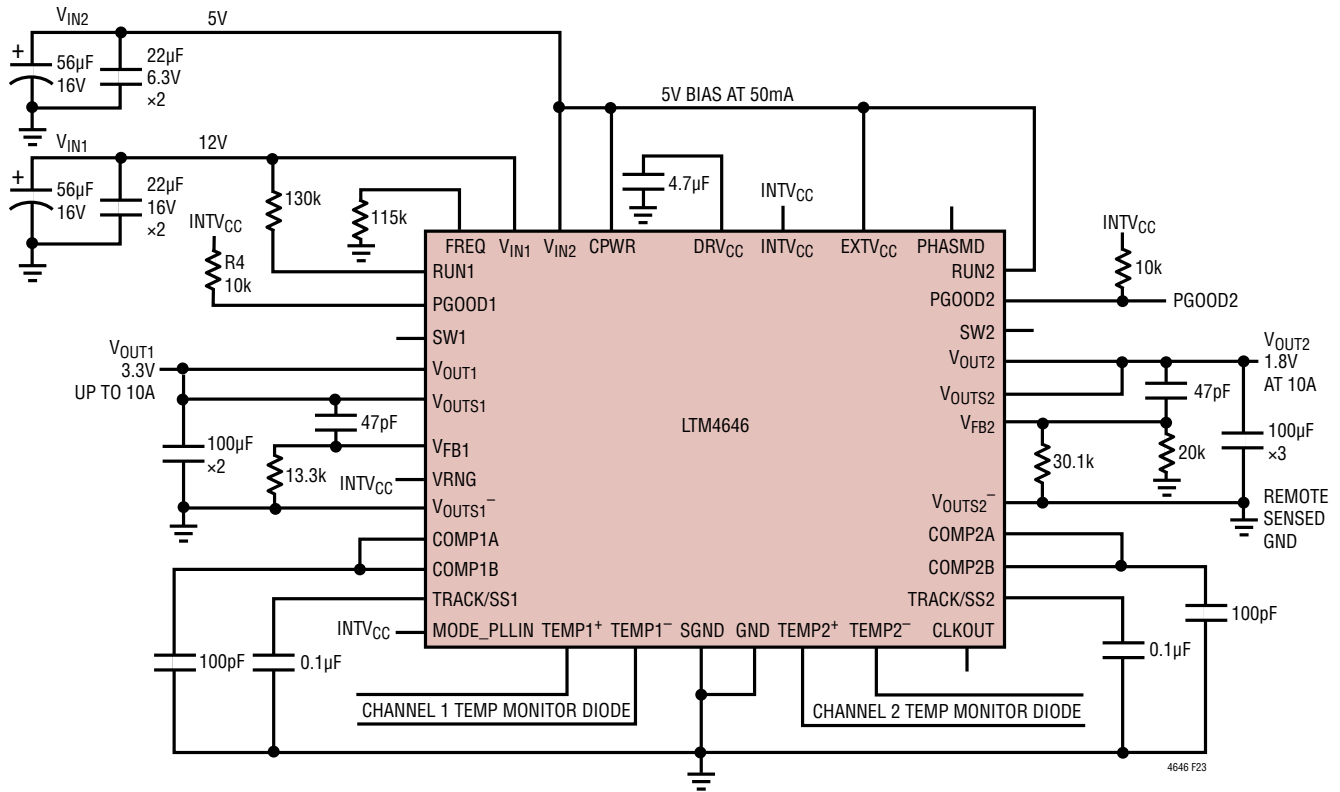 VIN2
5V
+
56µF
16V
22µF
6.3V
×2
5V BIAS AT 50mA
VIN1
12V
+
56µF
16V
22µF
16V
×2
130k
115k
4.7µF
INTVCC
INTVCC
R4
10k
INTVCC
10k
FREQ VIN1 VIN2 CPWR DRVCC INTVCC EXTVCC PHASMD
RUN1
RUN2
PGOOD1
PGOOD2
PGOOD2
SW1
SW2
VOUT1
3.3V
UP TO 10A
VOUT1
VOUT2
VOUT2
1.8V
AT 10A
VOUTS1
VOUTS2
47pF
47pF
VFB1
VFB2
LTM4646
100µF
×2
13.3k
30.1k
20k
100µF
×3
INTVCC
VRNG
VOUTS1–
VOUTS2–
REMOTE
SENSED
GND
COMP1A
COMP2A
COMP1B
COMP2B
TRACK/SS1
TRACK/SS2
INTVCC
MODE_PLLIN TEMP1+ TEMP1– SGND GND TEMP2+ TEMP2– CLKOUT
100pF
0.1µF
0.1µF
100pF
CHANNEL 1 TEMP MONITOR DIODE
CHANNEL 2 TEMP MONITOR DIODE
4646 F23